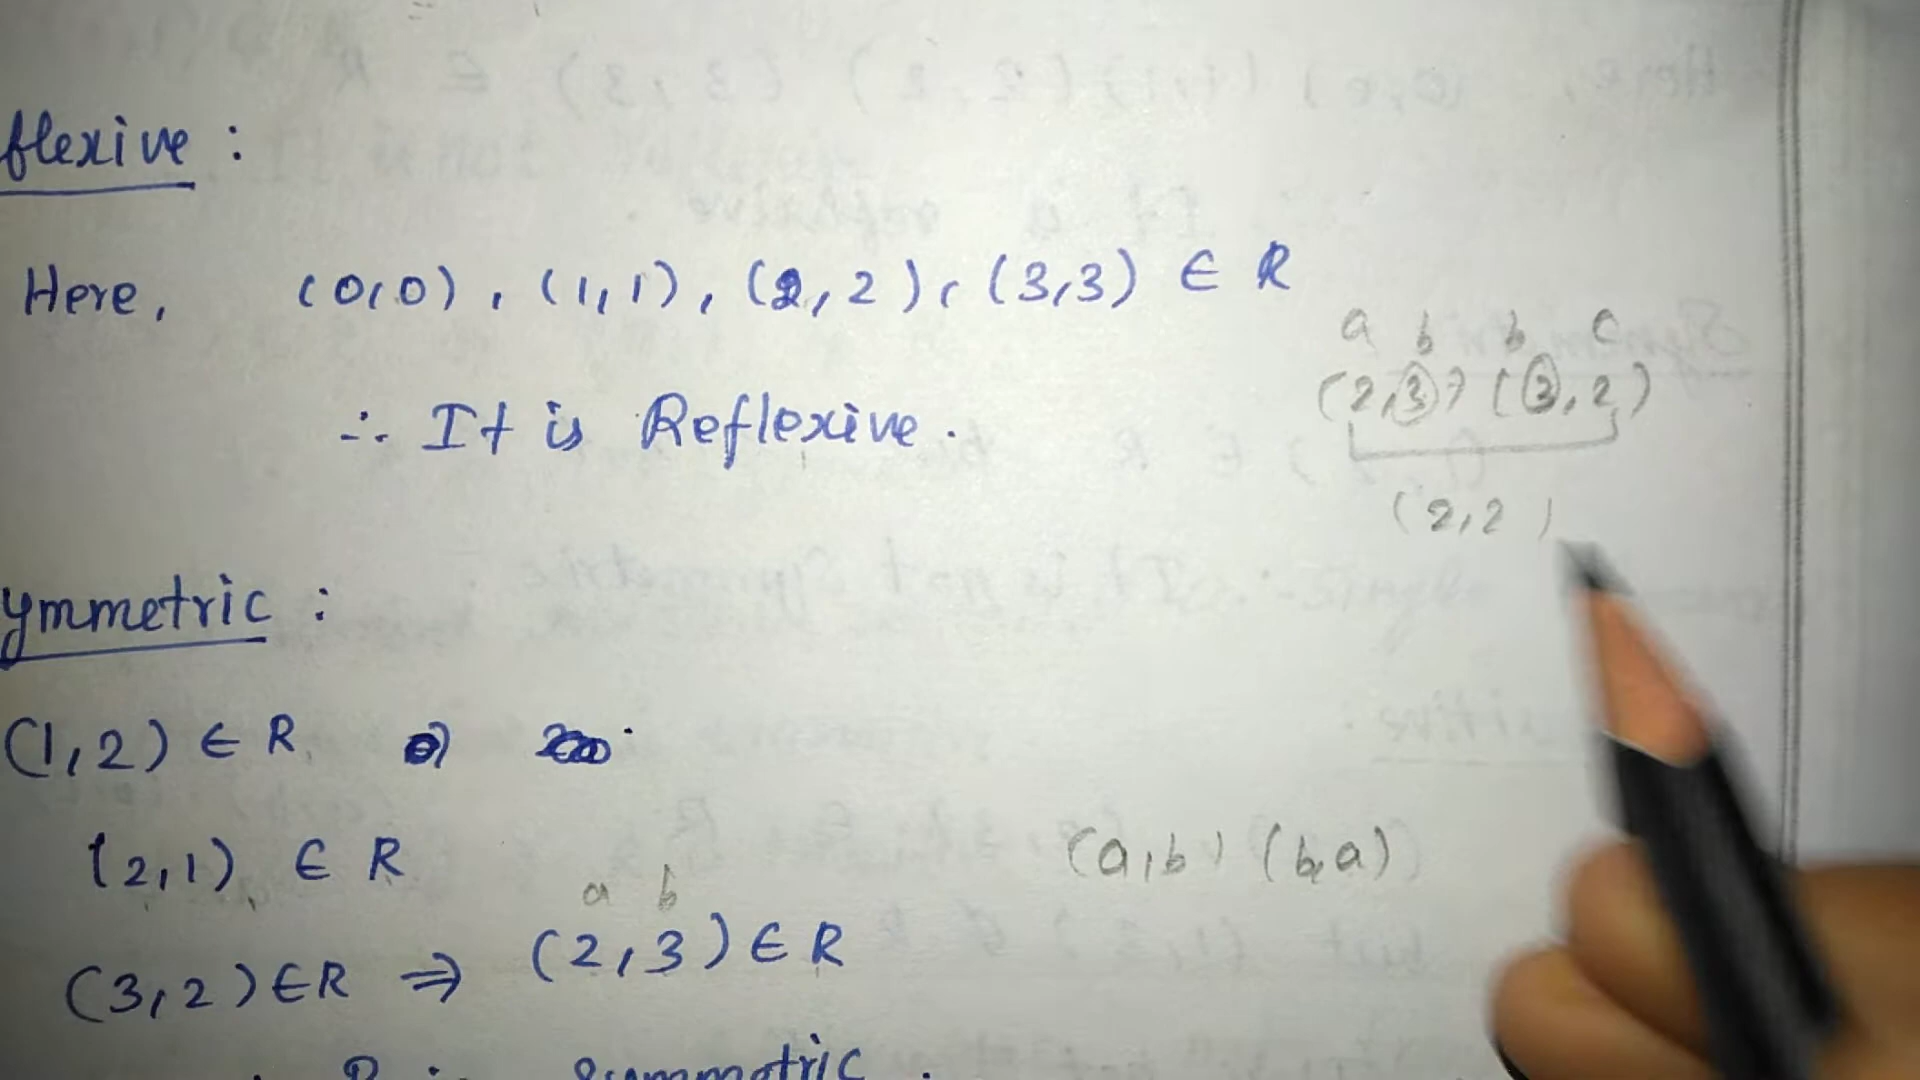 flexive :
Here, (0,0), (1,1), (2,2), (3,3) ∈ R
a b b c
(2,3) (3,2)
∴ It is Reflexive.
(2,2)
ymmetric :
(1,2) ∈ R
(2,1) ∈ R
(a,b) (b,a)
a b
(3,2) ∈ R ⇒ (2,3) ∈ R
symmetric.